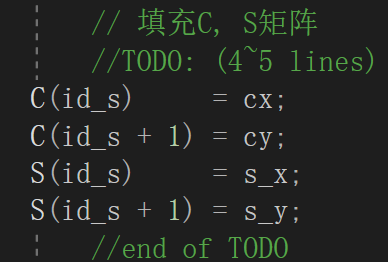 // 填充C, S矩阵
//TODO: (4~5 lines)
C(id_s)     = cx;
C(id_s + 1) = cy;
S(id_s)     = s_x;
S(id_s + 1) = s_y;
//end of TODO